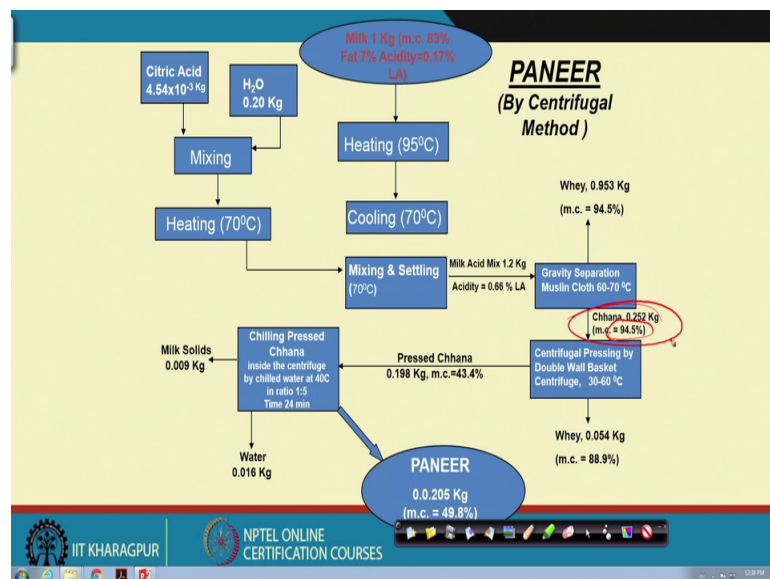 Milk 1 Kg (m.c. 83%
Fat 7% Acidity=0.17%
LA)
PANEER
(By Centrifugal
Method )
Citric Acid
4.54x10-3 Kg
H2O
0.20 Kg
Mixing
Heating (95⁰C)
Heating (70⁰C)
Cooling (70⁰C)
Whey, 0.953 Kg
(m.c. = 94.5%)
Mixing & Settling
(70⁰C)
Milk Acid Mix 1.2 Kg
Acidity = 0.66 % LA
Gravity Separation
Muslin Cloth 60-70 ⁰C
Chhana, 0.252 Kg
(m.c. = 94.5%)
Centrifugal Pressing by
Double Wall Basket
Centrifuge, 30-60 ⁰C
Pressed Chhana
0.198 Kg, m.c.=43.4%
Chilling Pressed
Chhana
inside the centrifuge
by chilled water at 40C
in ratio 1:5
Time 24 min
Milk Solids
0.009 Kg
Water
0.016 Kg
Whey, 0.054 Kg
(m.c. = 88.9%)
PANEER
0.0.205 Kg
(m.c. = 49.8%)
IIT KHARAGPUR
NPTEL ONLINE
CERTIFICATION COURSES